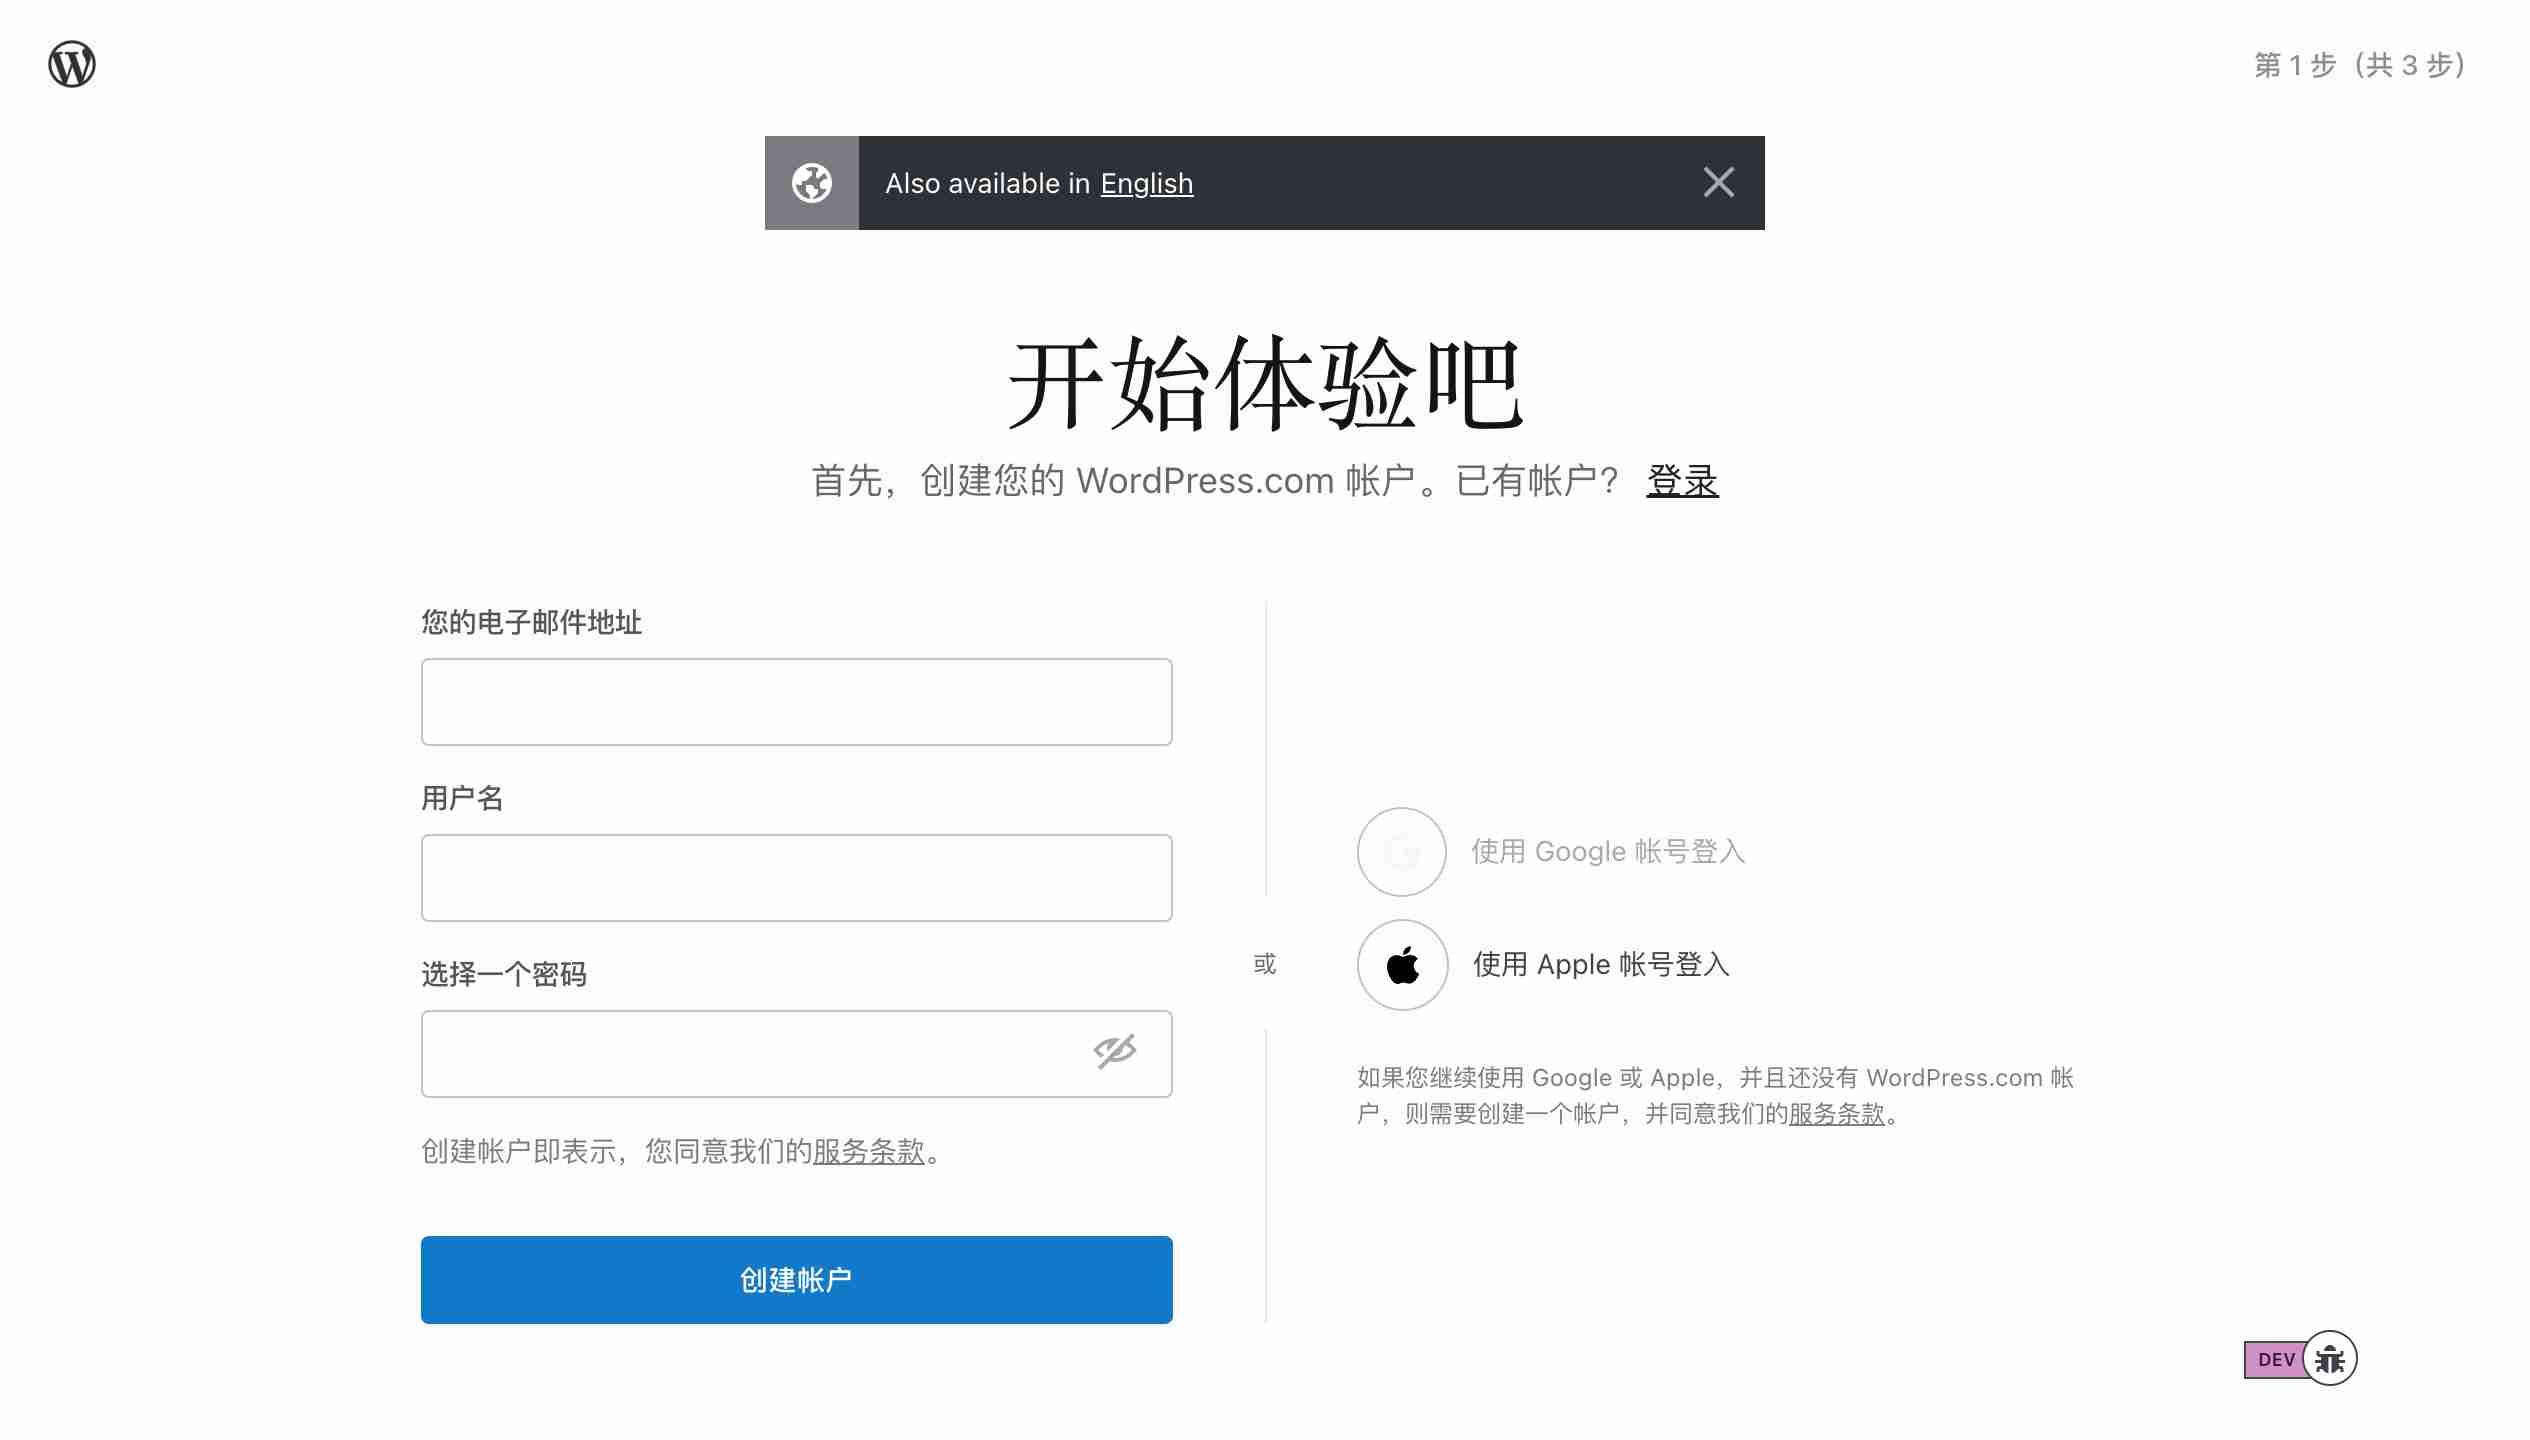 第 1 步（共 3 步）
Also available in English
开始体验吧
首先，创建您的 WordPress.com 帐户。已有帐户？ 登录
您的电子邮件地址
用户名
选择一个密码
创建帐户即表示，您同意我们的服务条款。
创建帐户
或
使用 Google 帐号登入
使用 Apple 帐号登入
如果您继续使用 Google 或 Apple，并且还没有 WordPress.com 帐
户，则需要创建一个帐户，并同意我们的服务条款。
DEV